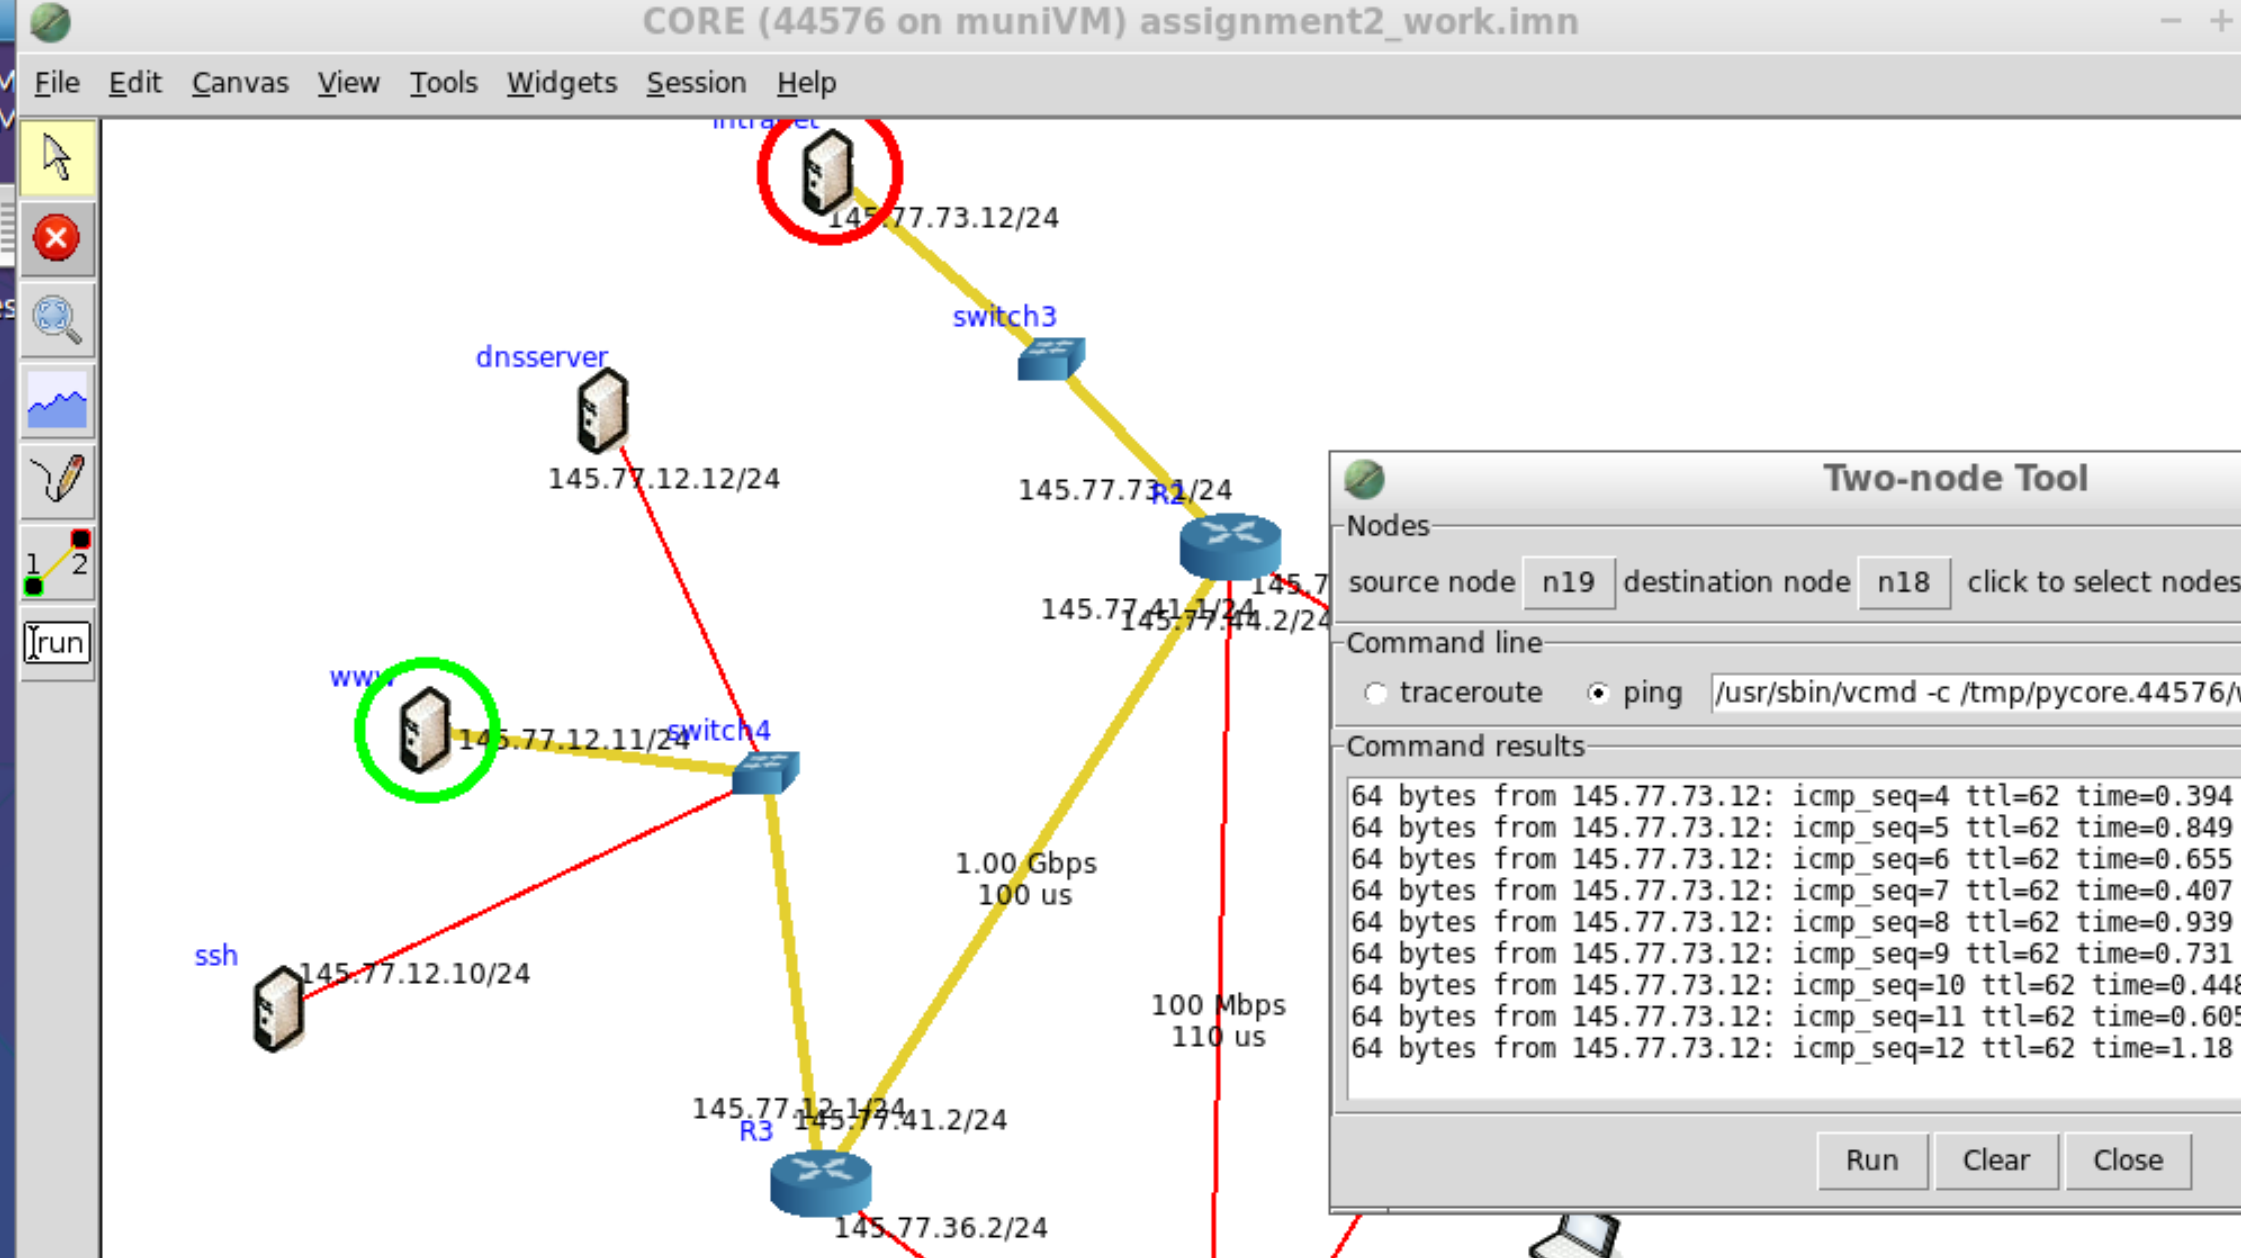 CORE (44576 on muniVM) assignment2_work.imn
File Edit Canvas View Tools Widgets Session Help
intranet
145.77.73.12/24
switch3
dnsserver
145.77.12.12/24
145.77.73.1/24
R2
145.7
145.77.41.1/24
145.77.44.2/24
www
145.77.12.11/24
switch4
1.00 Gbps
100 us
ssh
145.77.12.10/24
100 Mbps
110 us
145.77.12.1/24
145.77.41.2/24
R3
145.77.36.2/24
1 2
run
Two-node Tool
Nodes
source node n19 destination node n18 click to select nodes
Command line
traceroute ping /usr/sbin/vcmd -c /tmp/pycore.44576/
Command results
64 bytes from 145.77.73.12: icmp_seq=4 ttl=62 time=0.394
64 bytes from 145.77.73.12: icmp_seq=5 ttl=62 time=0.849
64 bytes from 145.77.73.12: icmp_seq=6 ttl=62 time=0.655
64 bytes from 145.77.73.12: icmp_seq=7 ttl=62 time=0.407
64 bytes from 145.77.73.12: icmp_seq=8 ttl=62 time=0.939
64 bytes from 145.77.73.12: icmp_seq=9 ttl=62 time=0.731
64 bytes from 145.77.73.12: icmp_seq=10 ttl=62 time=0.448
64 bytes from 145.77.73.12: icmp_seq=11 ttl=62 time=0.605
64 bytes from 145.77.73.12: icmp_seq=12 ttl=62 time=1.18
Run Clear Close